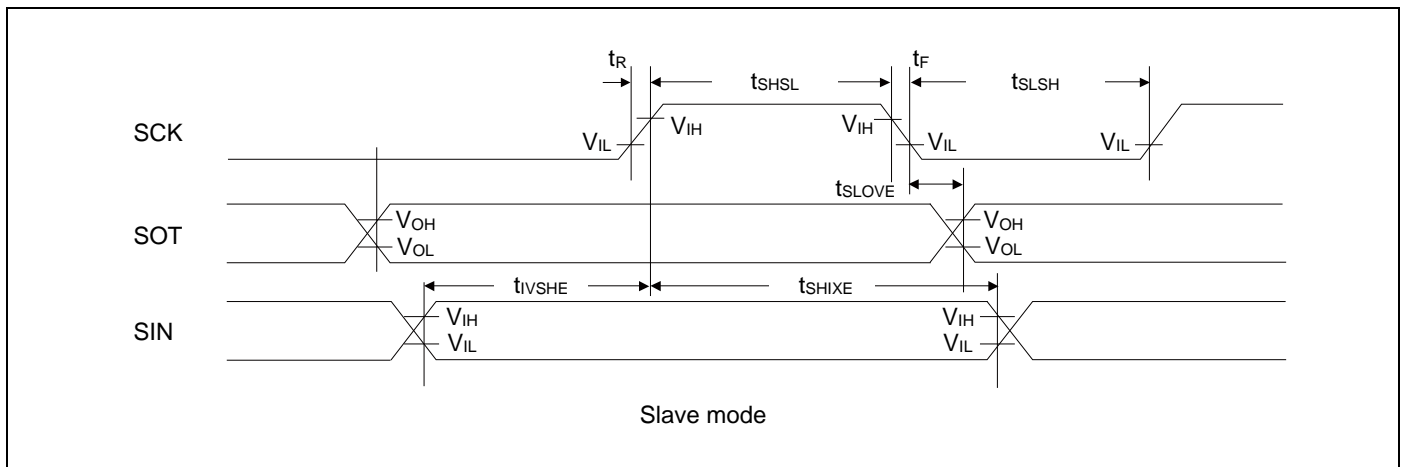 tR tF
tSHSL tSLSH
SCK VIL VIH VIH VIL VIL
tSLOVE
SOT VOH VOL VOH VOL
tIVSHE tSHIXE
SIN VIH VIL VIH VIL
Slave mode